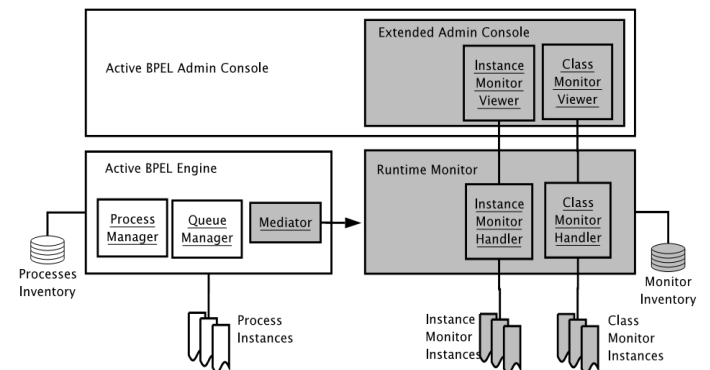 Extended Admin Console
Active BPEL Admin Console
Instance
Monitor
Viewer
Class
Monitor
Viewer
Active BPEL Engine
Process
Manager
Queue
Manager
Mediator
Runtime Monitor
Instance
Monitor
Handler
Class
Monitor
Handler
Processes
Inventory
Monitor
Inventory
Process
Instances
Instance
Monitor
Instances
Class
Monitor
Instances